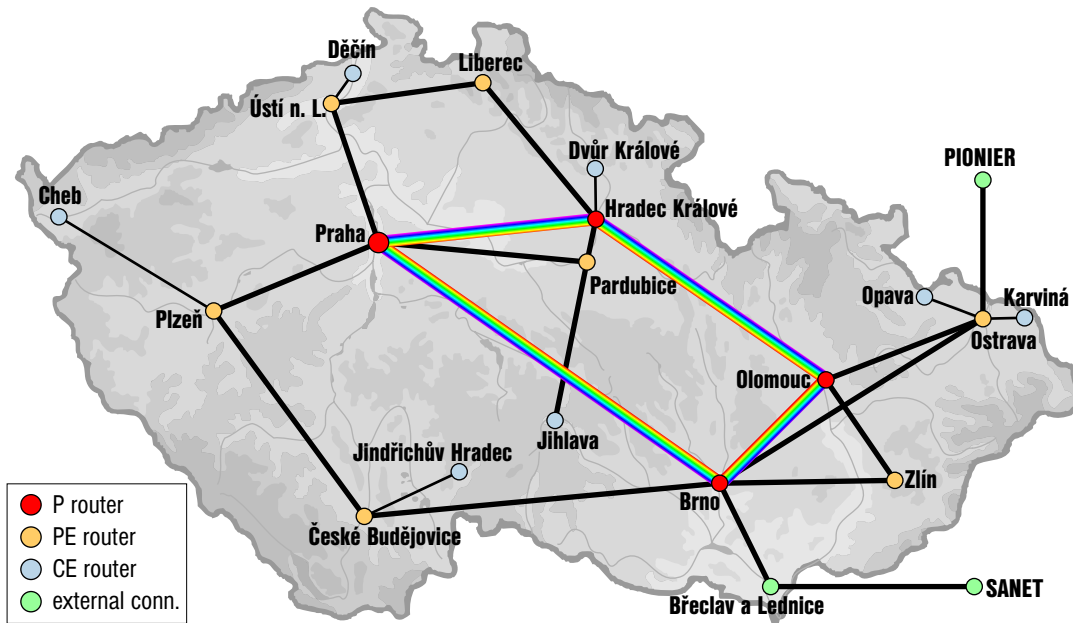 Děčín
Liberec
Ústí n. L.
Dvůr Králové
PIONIER
Cheb
Hradec Králové
Praha
Pardubice
Opava
Karviná
Plzeň
Ostrava
Olomouc
Jihlava
Jindřichův Hradec
Zlín
Brno
České Budějovice
Břeclav a Lednice
SANET
P router
PE router
CE router
external conn.